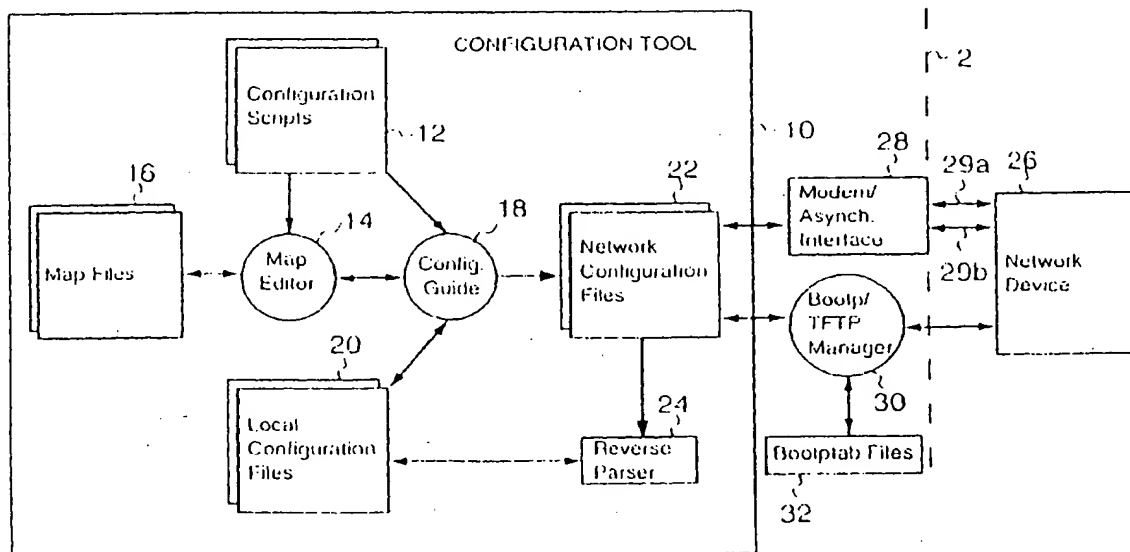 CONFIGURATION TOOL
2
Configuration
Scripts
12
10
28
29a
26
16
22
Modem/
Asynch.
Interface
14
18
Map Files
Map
Editor
Config.
Guide
Network
Configuration
Files
29b
Network
Device
Bootp/
TFTP
Manager
20
30
Local
Configuration
Files
24
Reverse
Parser
Bootptab Files
32